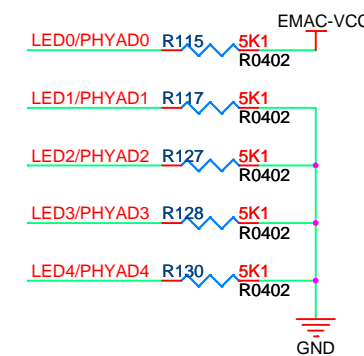 EMAC-VCC
LED0/PHYAD0 R115 5K1
R0402
LED1/PHYAD1 R117 5K1
R0402
LED2/PHYAD2 R127 5K1
R0402
LED3/PHYAD3 R128 5K1
R0402
LED4/PHYAD4 R130 5K1
R0402
GND